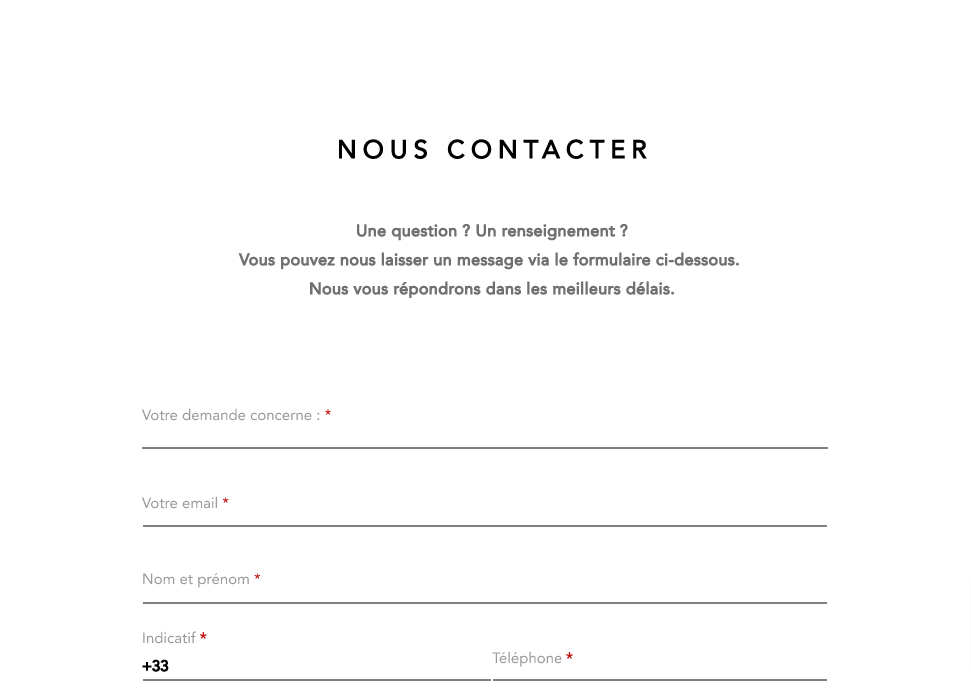 NOUS CONTACTER
Une question ? Un renseignement ?
Vous pouvez nous laisser un message via le formulaire ci-dessous.
Nous vous répondrons dans les meilleurs délais.
Votre demande concerne : *
Votre email *
Nom et prénom *
Indicatif *
+33
Téléphone *